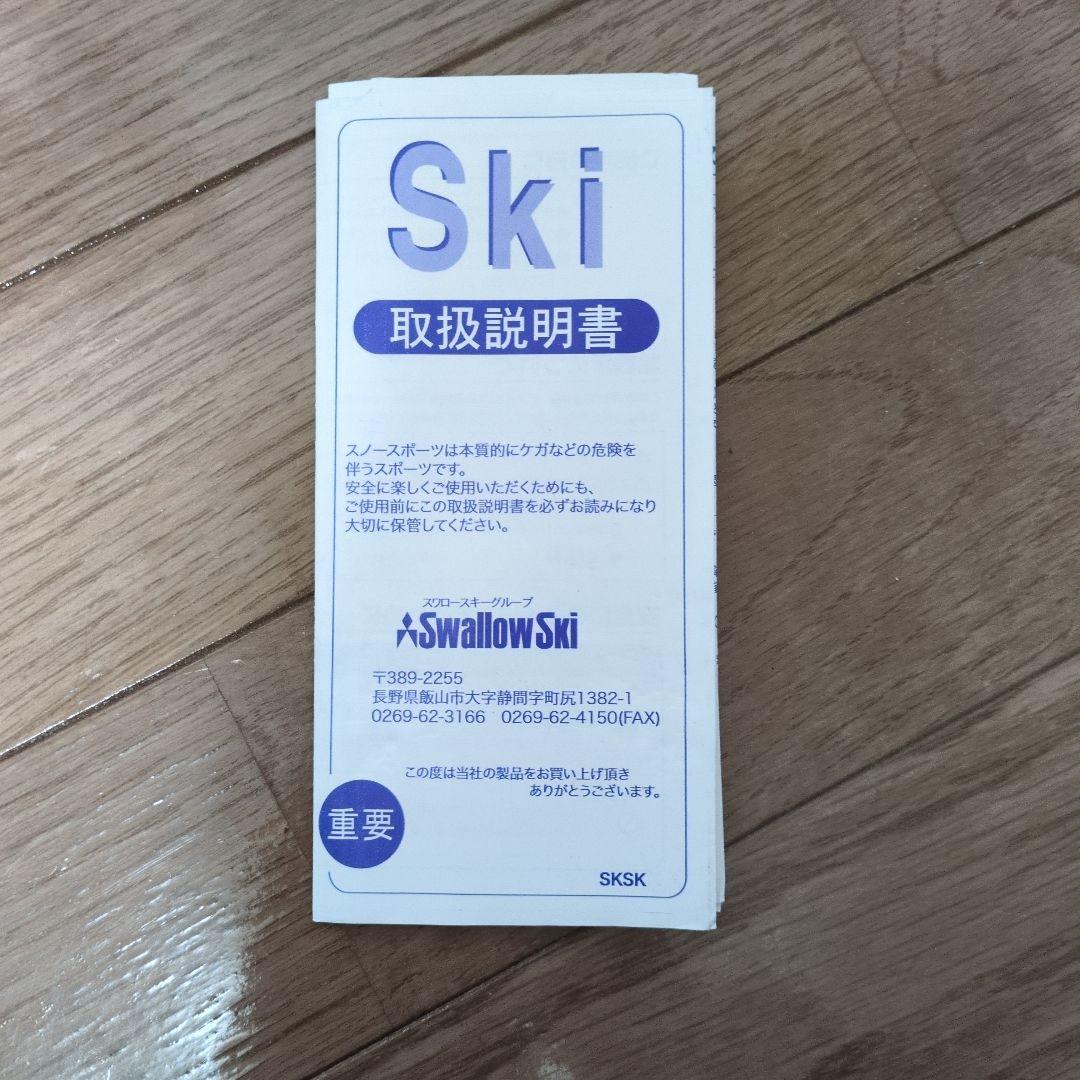 Ski
取扱説明書
スノースポーツは本質的にケガなどの危険を
伴うスポーツです。
安全に楽しくご使用いただくためにも、
ご使用前にこの取扱説明書を必ずお読みになり
大切に保管してください。
スワロースキーグループ
Swallow Ski
〒389-2255
長野県飯山市大字静間字町尻1382-1
0269-62-3166 0269-62-4150(FAX)
この度は当社の製品をお買い上げ頂き
ありがとうございます。
重要
SKSK